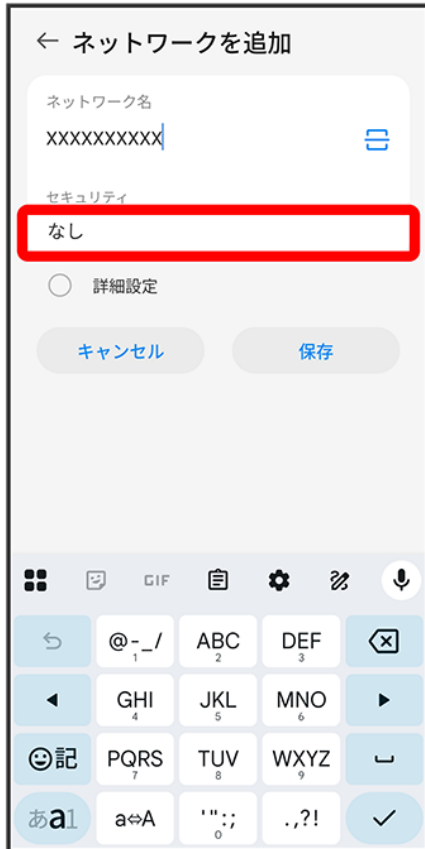 ← ネットワークを追加
ネットワーク名
XXXXXXXXXX
セキュリティ
なし
詳細設定
キャンセル 保存
GIF
@-_/ ABC DEF
1 2 3
GHI JKL MNO
4 5 6
記 PQRS TUV WXYZ
7 8 9
あa1 a⇔A '":; .,?!
0